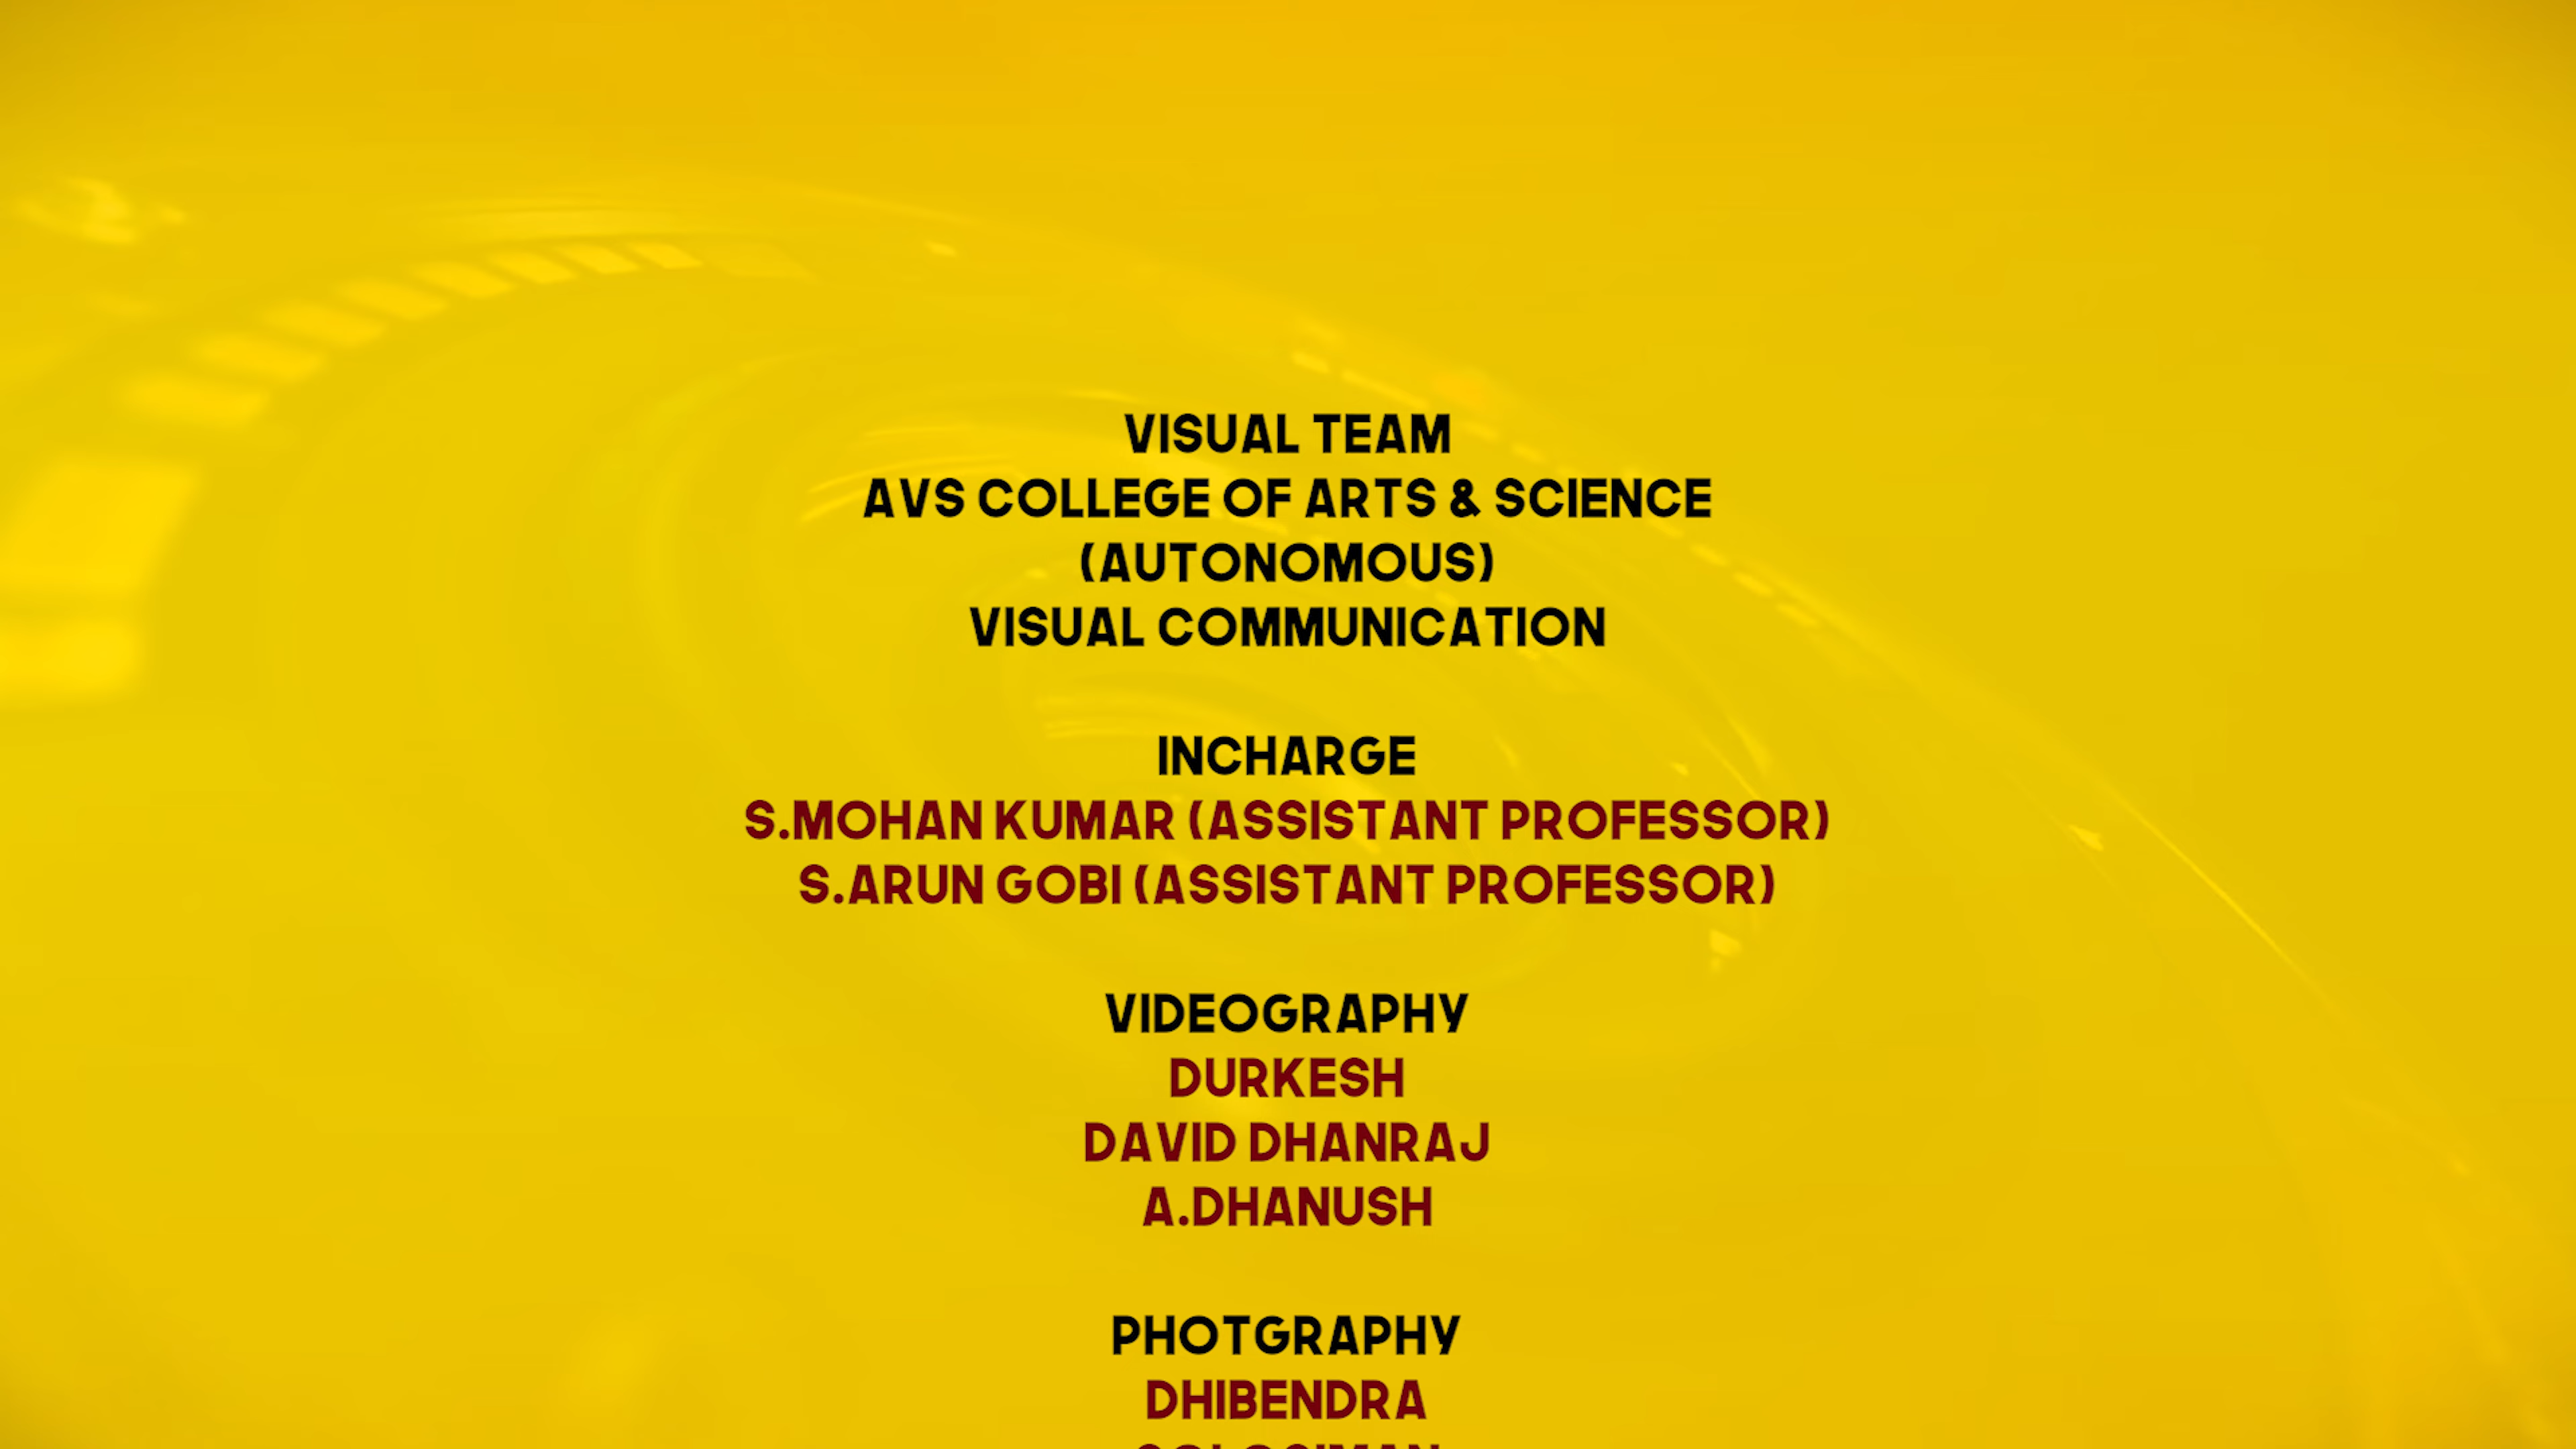 VISUAL TEAM
AVS COLLEGE OF ARTS & SCIENCE
(AUTONOMOUS)
VISUAL COMMUNICATION
INCHARGE
S.MOHAN KUMAR (ASSISTANT PROFESSOR)
S.ARUN GOBI (ASSISTANT PROFESSOR)
VIDEOGRAPHY
DURKESH
DAVID DHANRAJ
A.DHANUSH
PHOTGRAPHY
DHIBENDRA